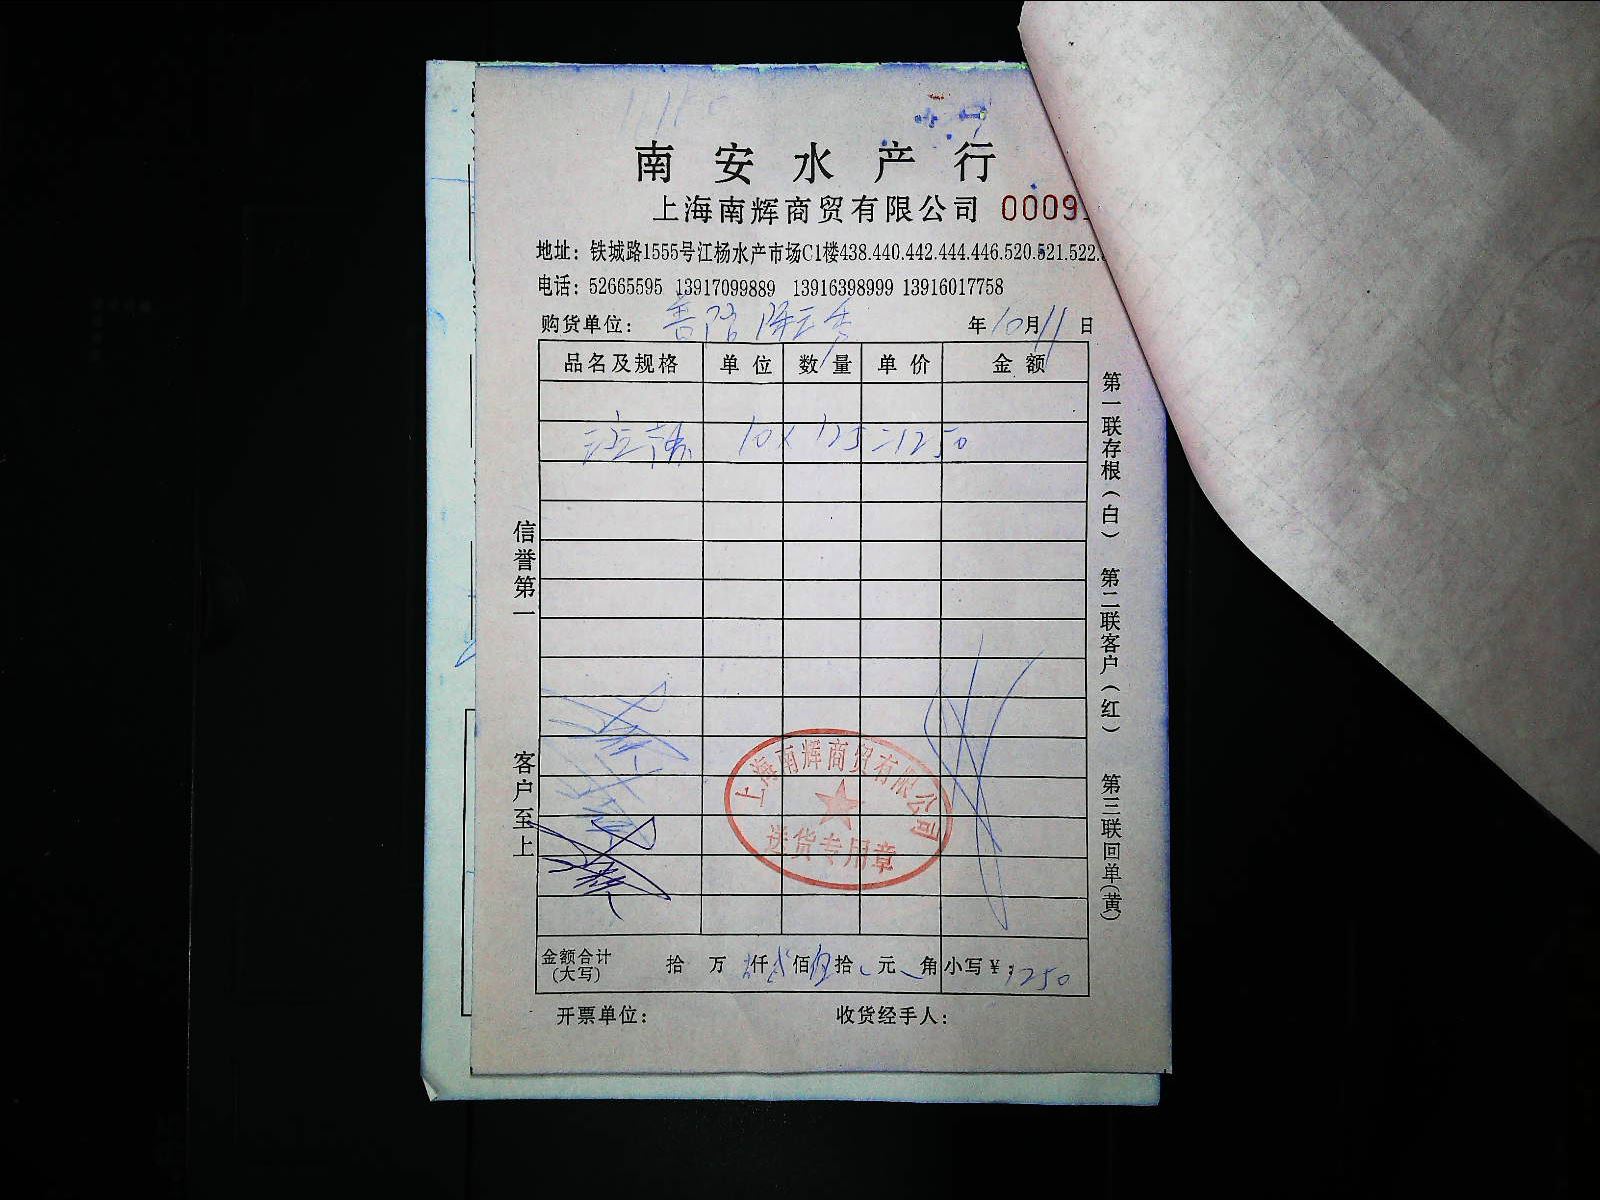 南安水产行
上海南辉商贸有限公司 0009
地址：铁城路1555号江杨水产市场C1楼438.440.442.444.446.520.521.522.
电话：52665595 13917099889 13916398999 13916017758
购货单位：
年10月11日
品名及规格 单位 数量 单价 金额
10×125=1250
信誉第一
客户至上
第一联存根(白) 第二联客户(红) 第三联回单(黄)
上海南辉商贸有限公司
送货专用章
金额合计(大写) 拾 万 仟 佰 拾 元 角 小写¥：1250
开票单位： 收货经手人：